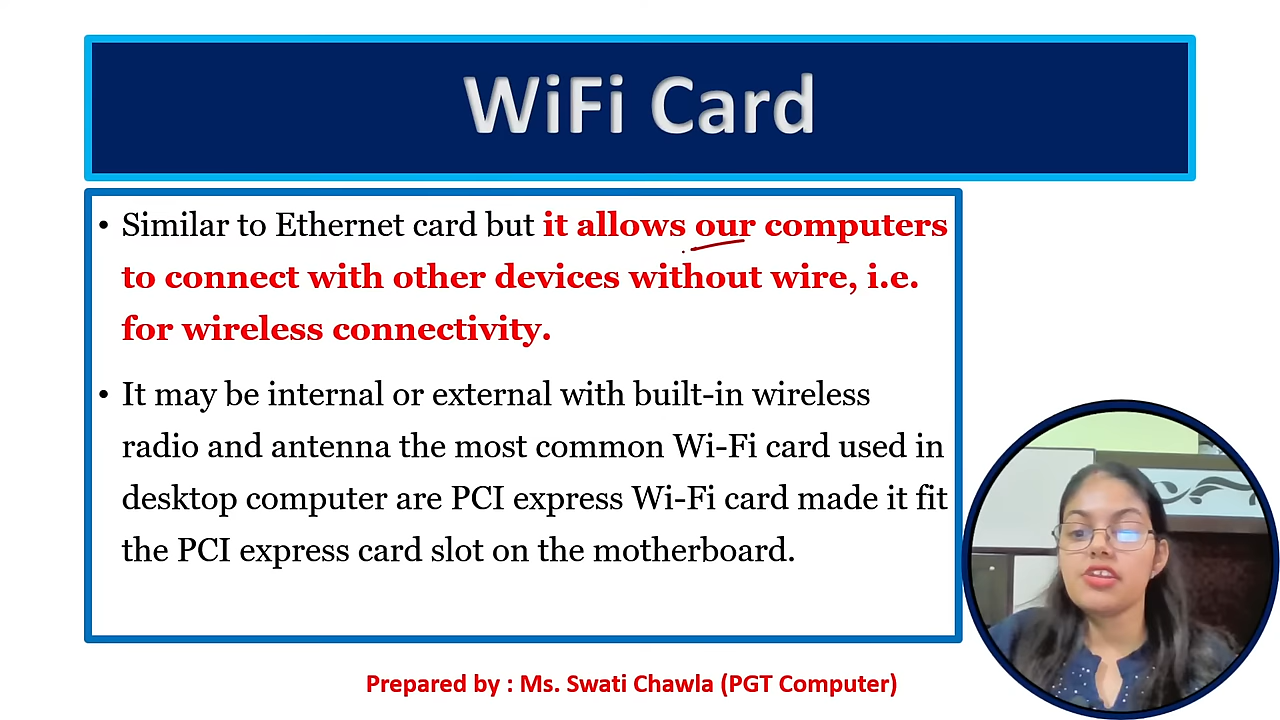 WiFi Card
• Similar to Ethernet card but it allows our computers
to connect with other devices without wire, i.e.
for wireless connectivity.
• It may be internal or external with built-in wireless
radio and antenna the most common Wi-Fi card used in
desktop computer are PCI express Wi-Fi card made it fit
the PCI express card slot on the motherboard.
Prepared by : Ms. Swati Chawla (PGT Computer)